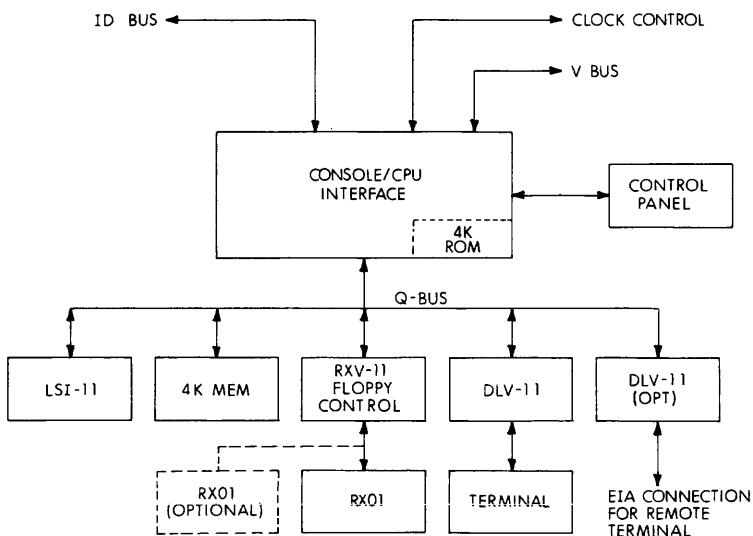 ID BUS
CLOCK CONTROL
V BUS
CONSOLE/CPU
INTERFACE
4K
ROM
CONTROL
PANEL
Q-BUS
LSI-11
4K MEM
RXV-11
FLOPPY
CONTROL
DLV-11
DLV-11
(OPT)
RX01
(OPTIONAL)
RX01
TERMINAL
EIA CONNECTION
FOR REMOTE
TERMINAL